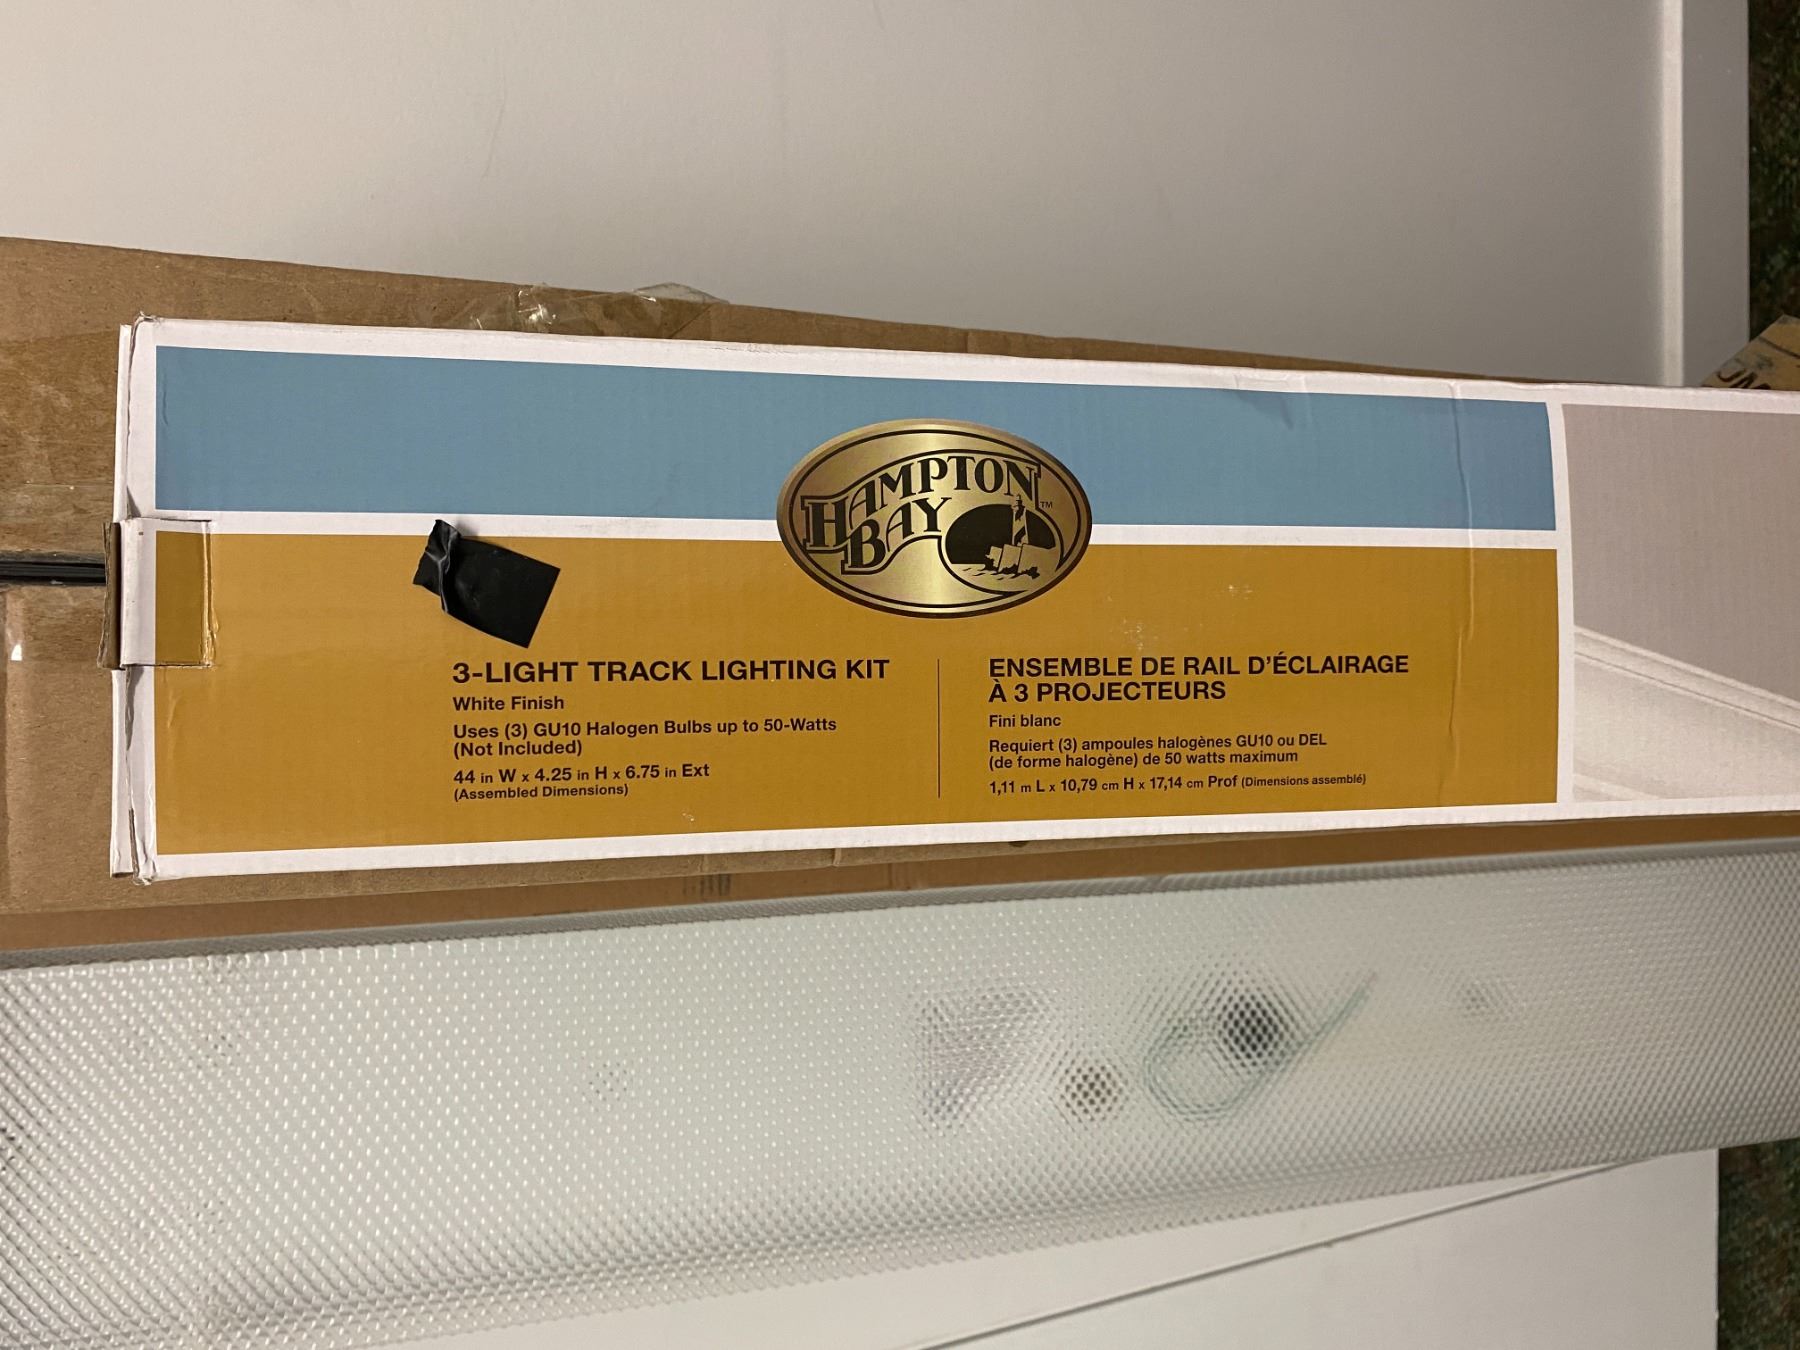 HAMPTON
BAY
TM
3-LIGHT TRACK LIGHTING KIT
White Finish
Uses (3) GU10 Halogen Bulbs up to 50-Watts
(Not Included)
44 in W x 4.25 in H x 6.75 in Ext
(Assembled Dimensions)
ENSEMBLE DE RAIL D'ÉCLAIRAGE
À 3 PROJECTEURS
Fini blanc
Requiert (3) ampoules halogènes GU10 ou DEL
(de forme halogène) de 50 watts maximum
1,11 m L x 10,79 cm H x 17,14 cm Prof (Dimensions assemblé)